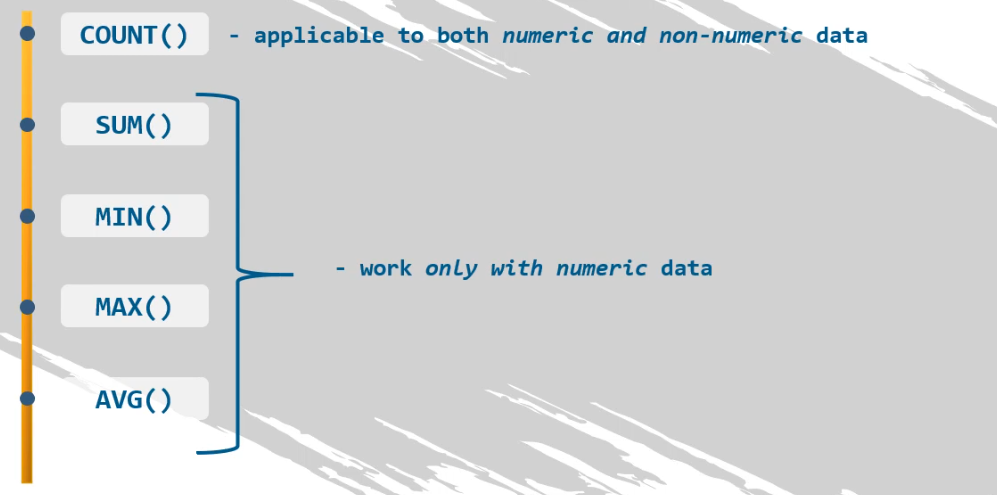 COUNT() - applicable to both numeric and non-numeric data
SUM()
MIN()
- work only with numeric data
MAX()
AVG()